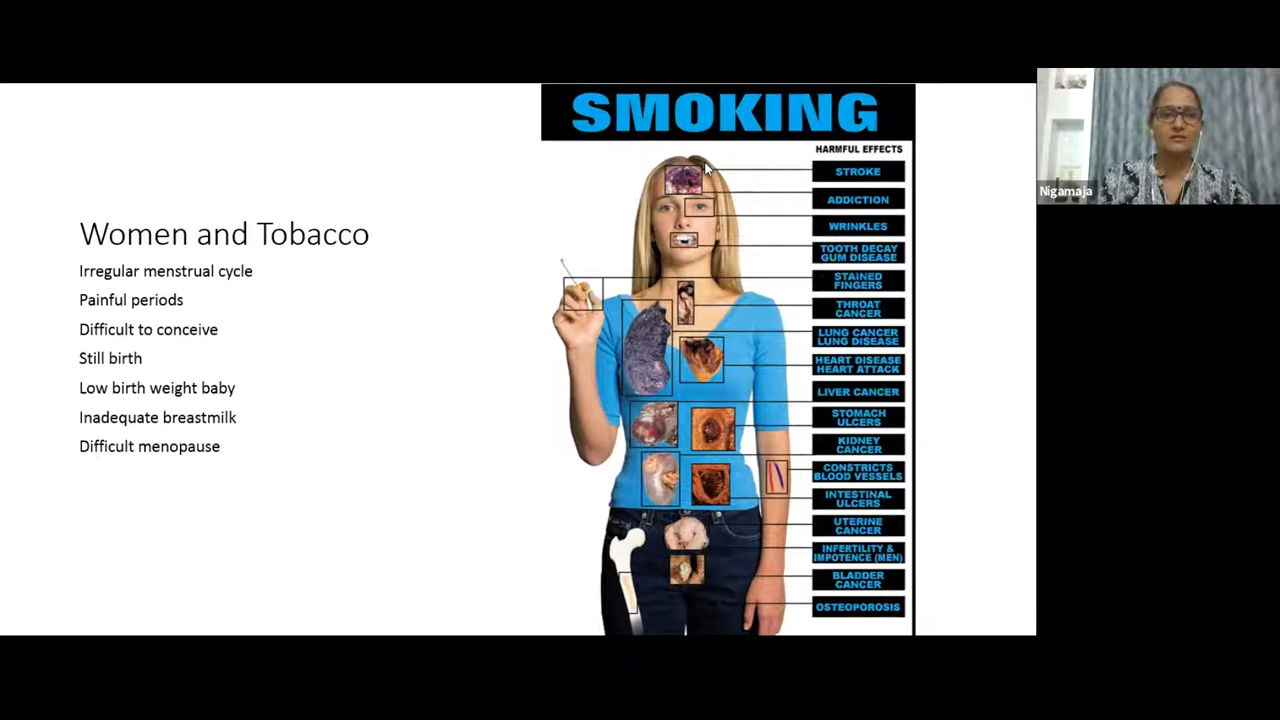 SMOKING
HARMFUL EFFECTS
STROKE
ADDICTION
WRINKLES
TOOTH DECAY
GUM DISEASE
STAINED
FINGERS
THROAT
CANCER
LUNG CANCER
LUNG DISEASE
HEART DISEASE
HEART ATTACK
LIVER CANCER
STOMACH
ULCERS
KIDNEY
CANCER
CONSTRICTS
BLOOD VESSELS
INTESTINAL
ULCERS
UTERINE
CANCER
INFERTILITY &
IMPOTENCE (MEN)
BLADDER
CANCER
OSTEOPOROSIS
Women and Tobacco
Irregular menstrual cycle
Painful periods
Difficult to conceive
Still birth
Low birth weight baby
Inadequate breastmilk
Difficult menopause
Nigamaja